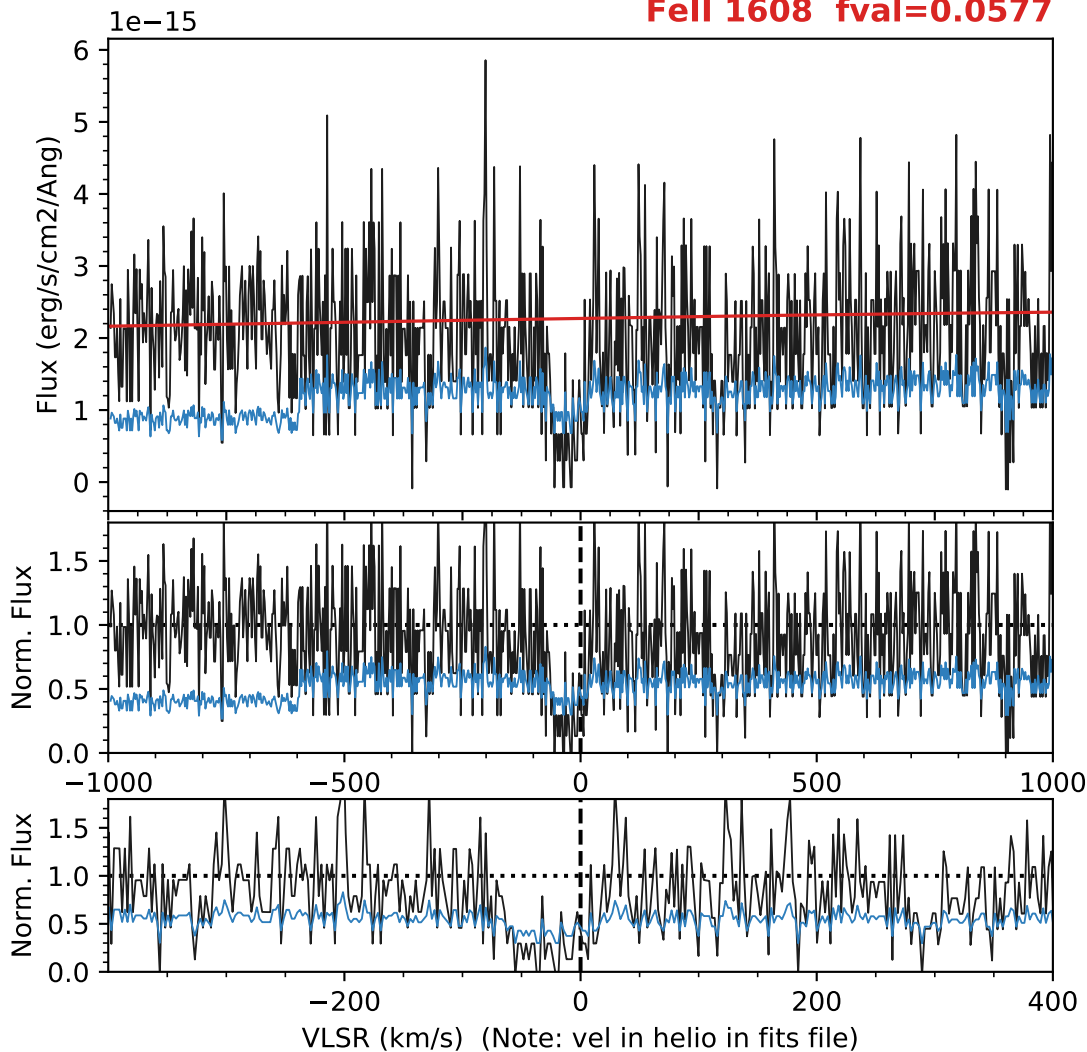 FeII 1608 fval=0.0577
1e−15
6
5
4
3
2
1
0
Flux (erg/s/cm2/Ang)
1.5
1.0
0.5
0.0
Norm. Flux
−1000 −500 0 500 1000
1.5
1.0
0.5
0.0
Norm. Flux
−200 0 200 400
VLSR (km/s) (Note: vel in helio in fits file)